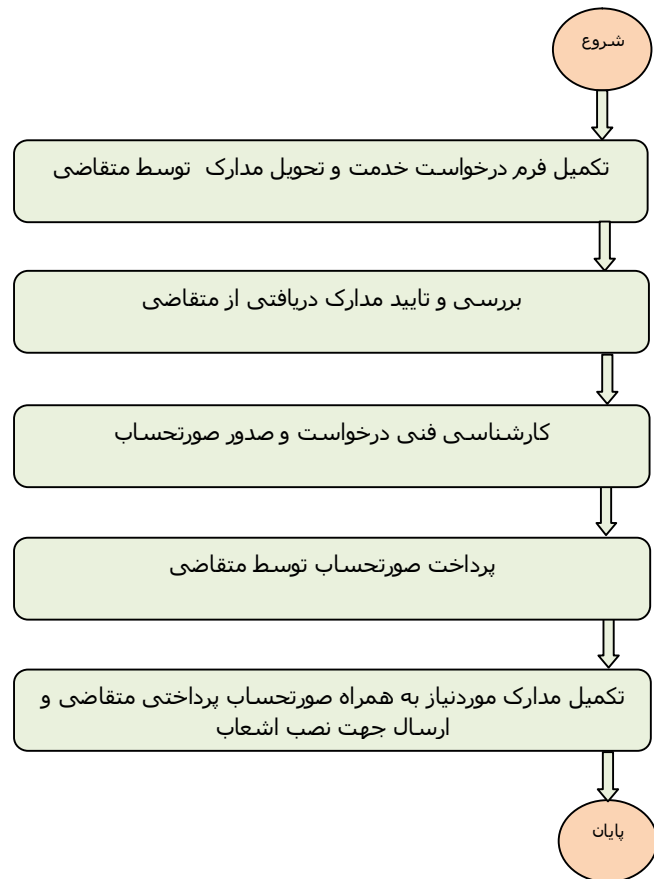 شروع
تکمیل فرم درخواست خدمت و تحویل مدارک توسط متقاضی
بررسی و تایید مدارک دریافتی از متقاضی
کارشناسی فنی درخواست و صدور صورتحساب
پرداخت صورتحساب توسط متقاضی
تکمیل مدارک موردنیاز به همراه صورتحساب پرداختی متقاضی و
ارسال جهت نصب اشعاب
پایان